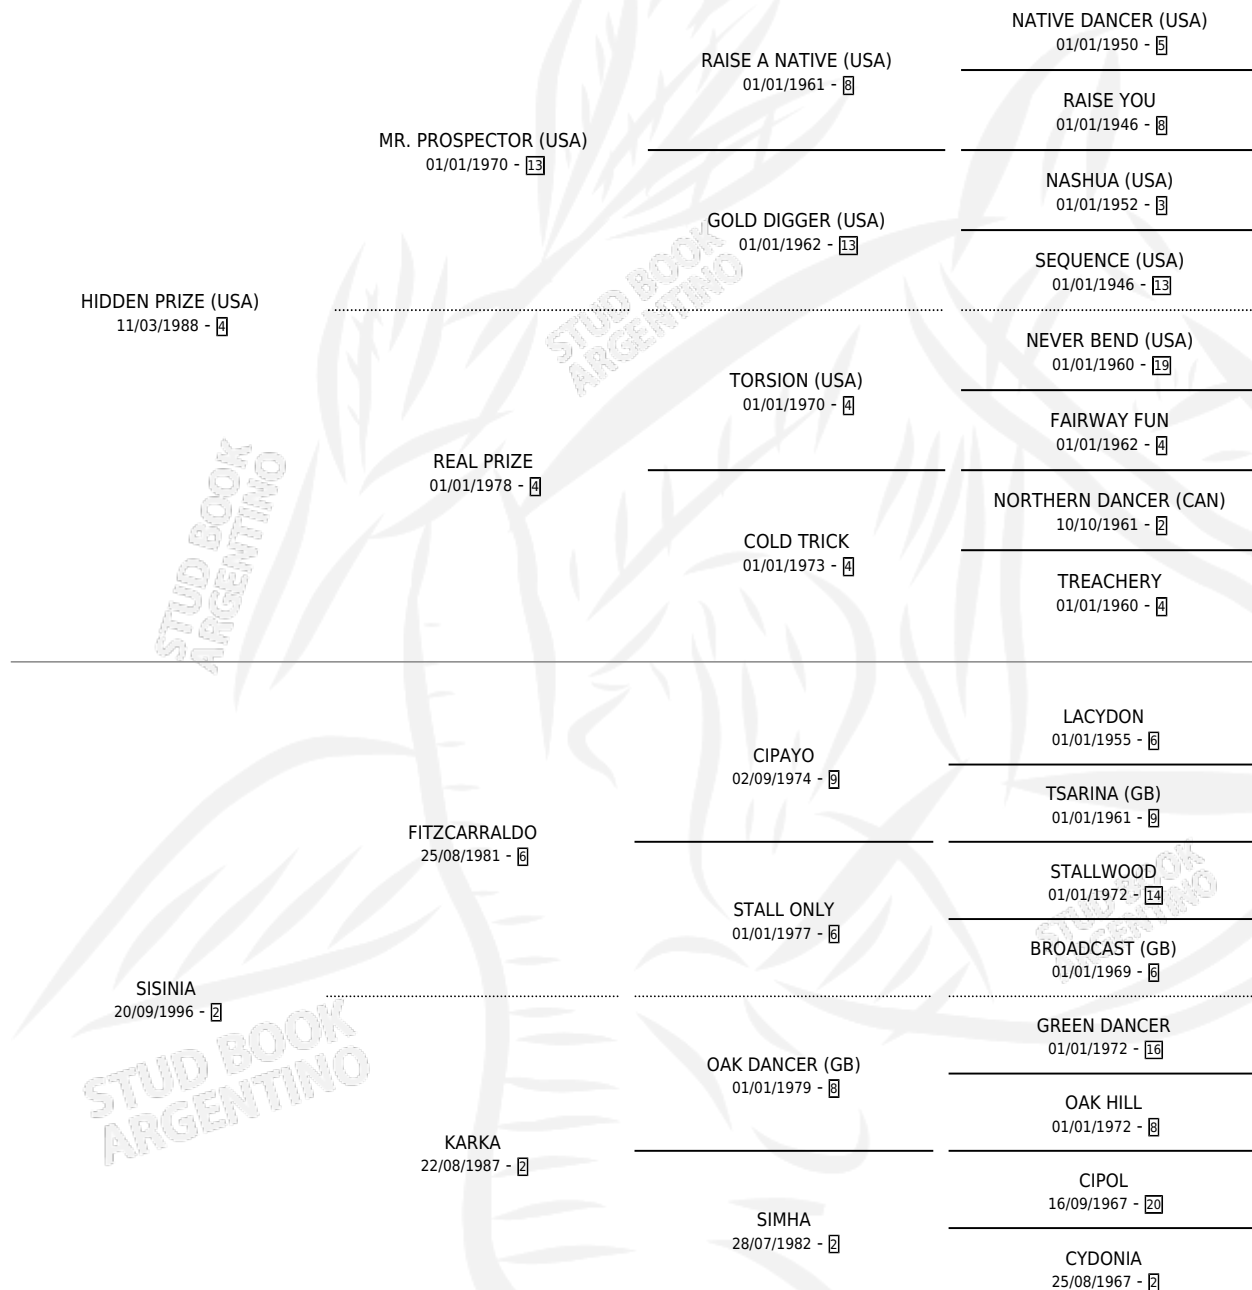 NATIVE DANCER (USA)
01/01/1950 - 5
RAISE A NATIVE (USA)
01/01/1961 - 8
RAISE YOU
01/01/1946 - 8
MR. PROSPECTOR (USA)
01/01/1970 - 13
NASHUA (USA)
01/01/1952 - 3
GOLD DIGGER (USA)
01/01/1962 - 13
SEQUENCE (USA)
01/01/1946 - 13
HIDDEN PRIZE (USA)
11/03/1988 - 4
STUD BOOK
ARGENTINO
NEVER BEND (USA)
01/01/1960 - 19
TORSION (USA)
01/01/1970 - 4
FAIRWAY FUN
01/01/1962 - 4
REAL PRIZE
01/01/1978 - 4
NORTHERN DANCER (CAN)
10/10/1961 - 2
COLD TRICK
01/01/1973 - 4
TREACHERY
01/01/1960 - 4
STUD BOOK
ARGENTINO
LACYDON
01/01/1955 - 6
CIPAYO
02/09/1974 - 9
TSARINA (GB)
01/01/1961 - 9
FITZCARRALDO
25/08/1981 - 6
STALLWOOD
01/01/1972 - 14
STALL ONLY
01/01/1977 - 6
BROADCAST (GB)
01/01/1969 - 6
STUD BOOK
ARGENTINO
SISINIA
20/09/1996 - 2
GREEN DANCER
01/01/1972 - 16
OAK DANCER (GB)
01/01/1979 - 8
OAK HILL
01/01/1972 - 8
STUD BOOK
ARGENTINO
KARKA
22/08/1987 - 2
CIPOL
16/09/1967 - 20
SIMHA
28/07/1982 - 2
CYDONIA
25/08/1967 - 2